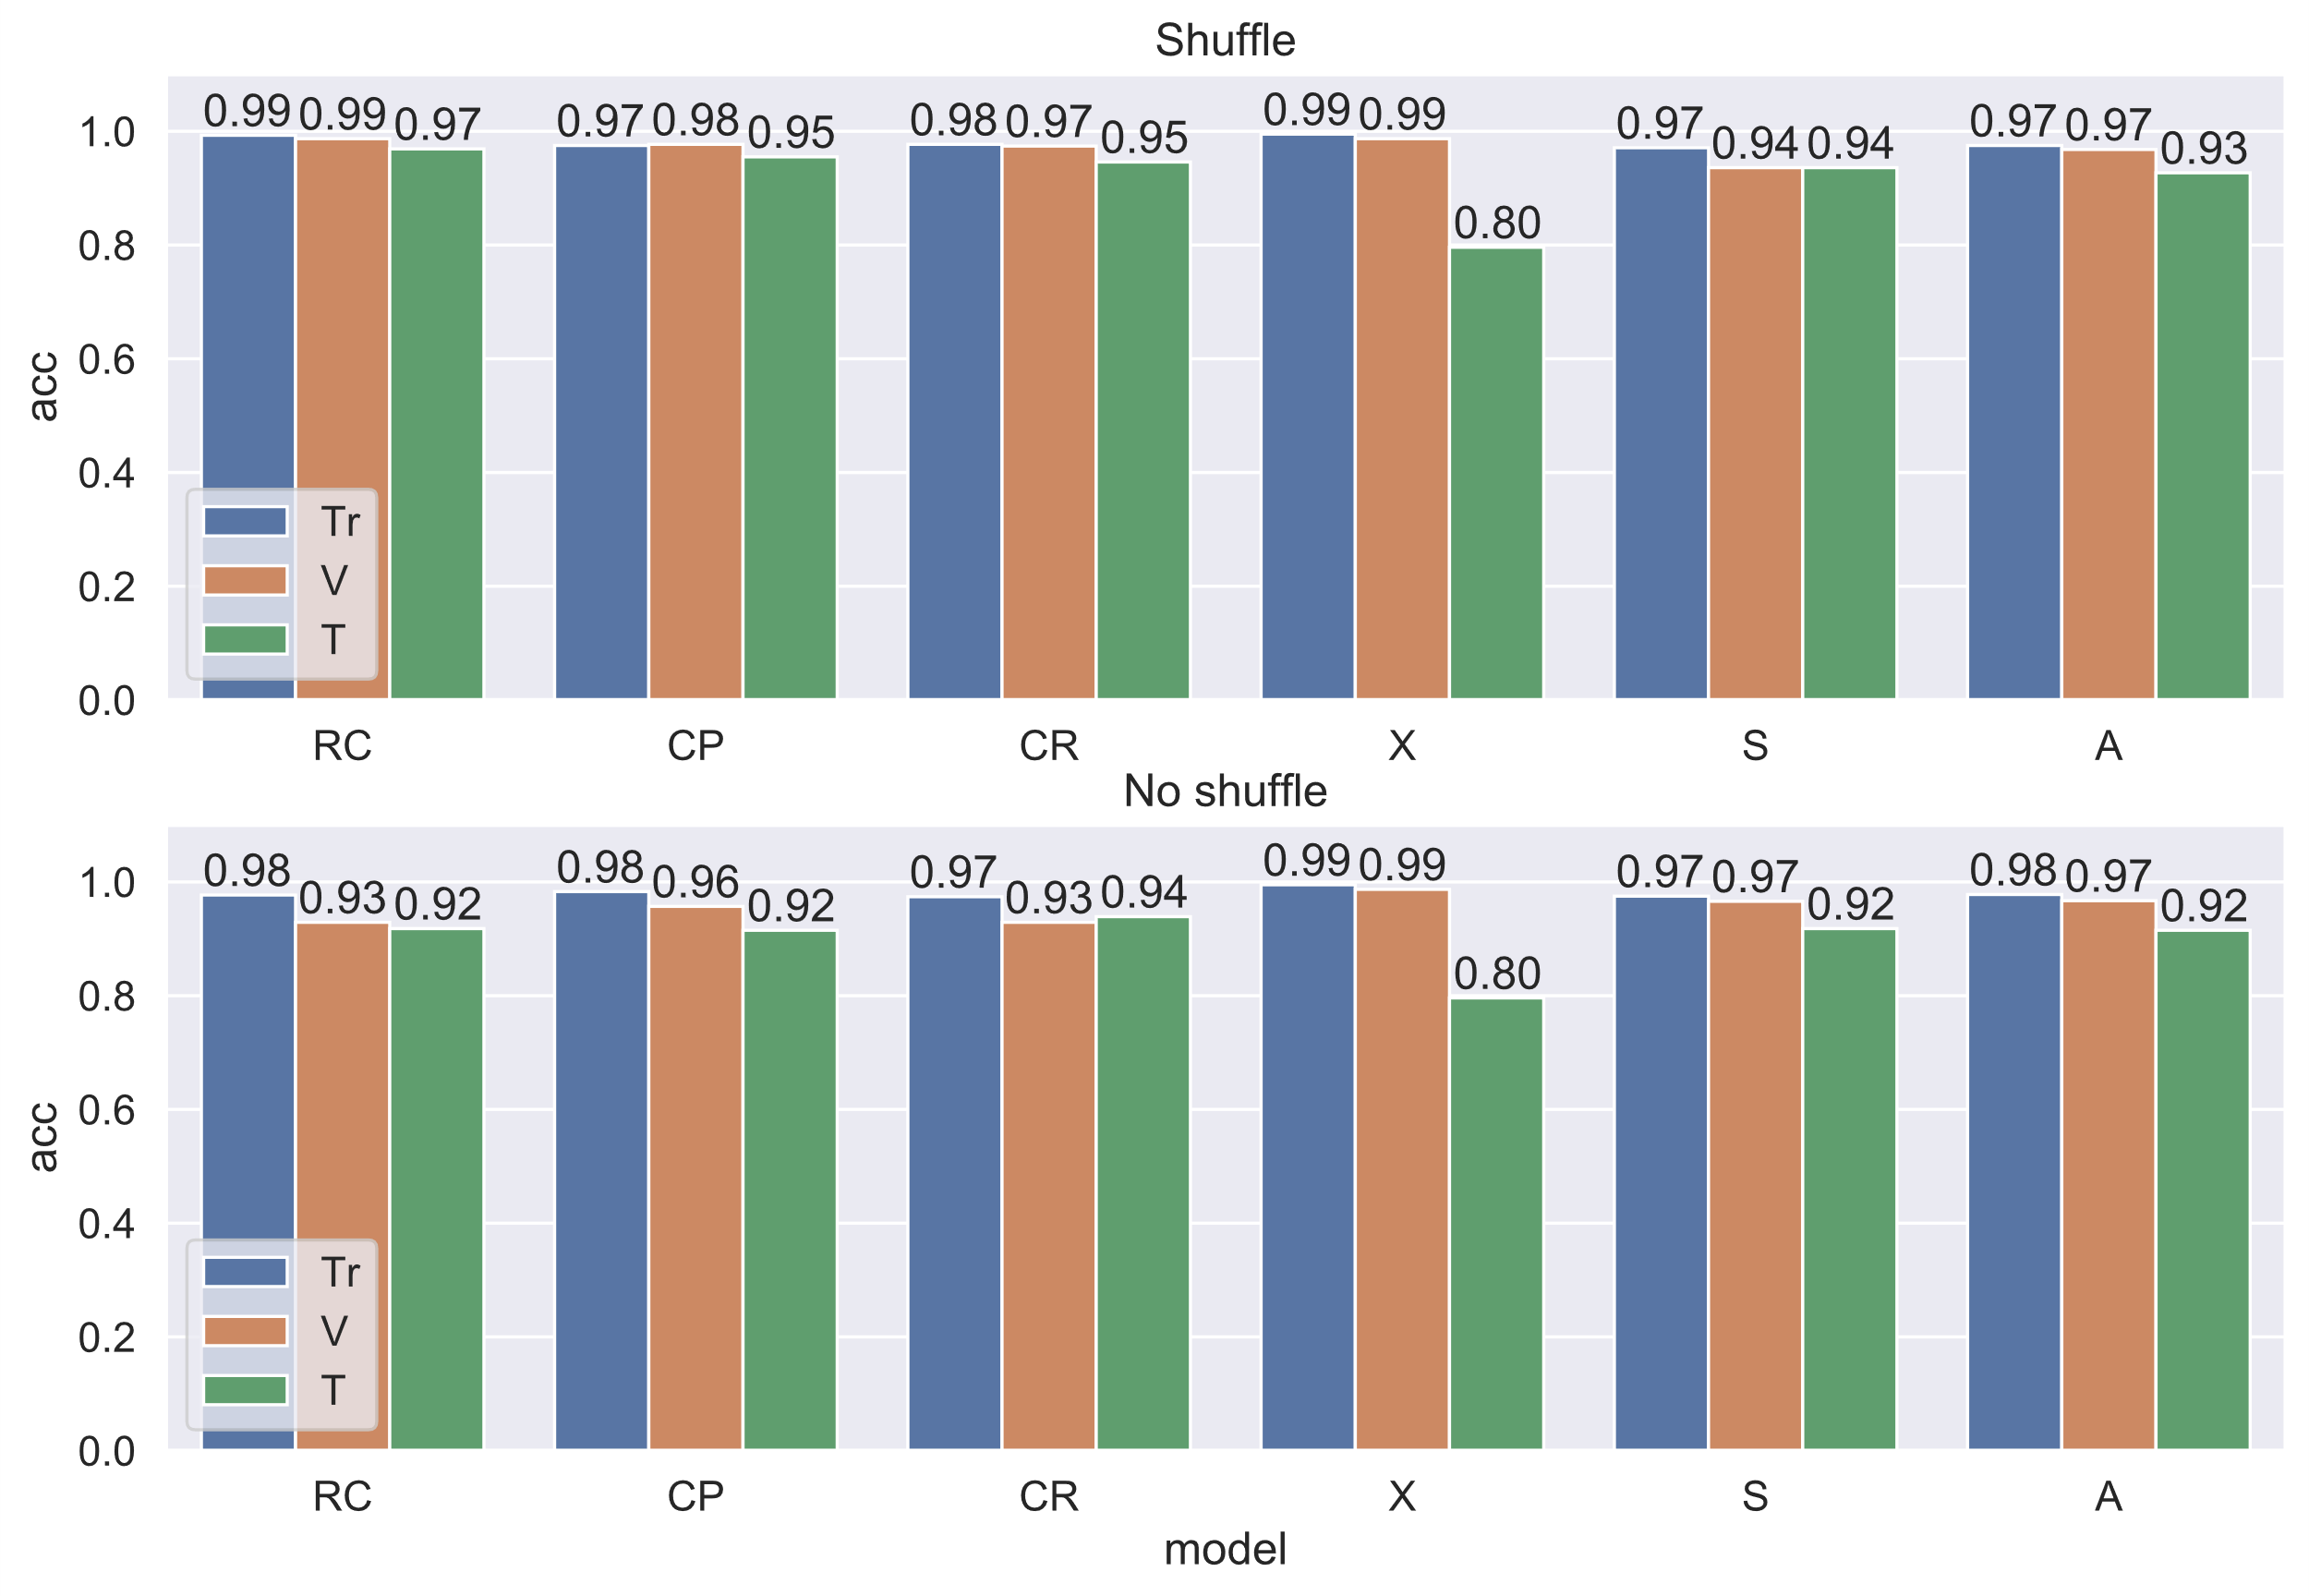 Shuffle
0.99 0.99 0.97 0.97 0.98 0.95 0.98 0.97 0.95 0.99 0.99 0.80 0.97 0.94 0.94 0.97 0.97 0.93
1.0
0.8
0.6
0.4
0.2
0.0
acc
Tr
V
T
RC CP CR X S A
No shuffle
0.98 0.93 0.92 0.98 0.96 0.92 0.97 0.93 0.94 0.99 0.99 0.80 0.97 0.97 0.92 0.98 0.97 0.92
1.0
0.8
0.6
0.4
0.2
0.0
acc
Tr
V
T
RC CP CR X S A
model